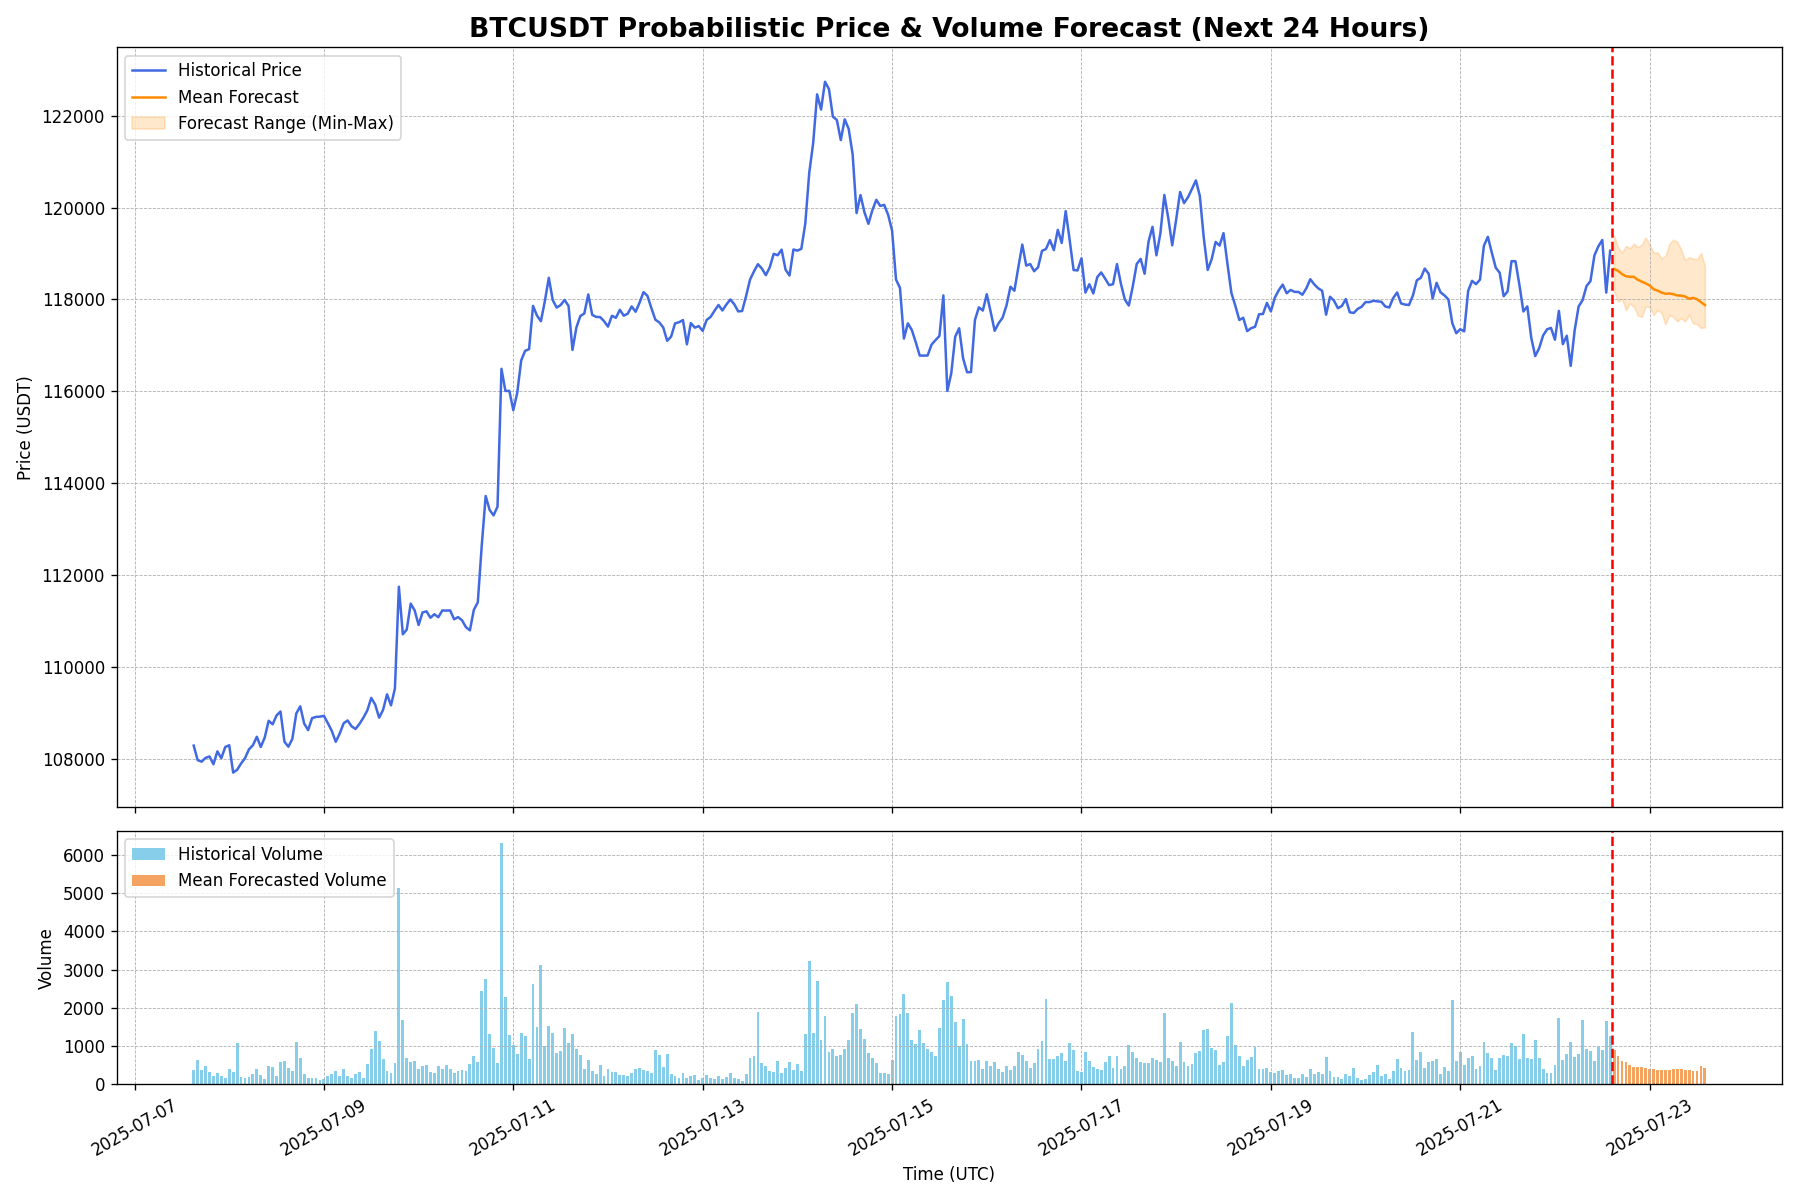 BTCUSDT Probabilistic Price & Volume Forecast (Next 24 Hours)
Historical Price
Mean Forecast
Forecast Range (Min-Max)
122000
120000
118000
116000
114000
112000
110000
108000
Price (USDT)
Historical Volume
Mean Forecasted Volume
6000
5000
4000
3000
2000
1000
0
Volume
2025-07-07
2025-07-09
2025-07-11
2025-07-13
2025-07-15
2025-07-17
2025-07-19
2025-07-21
2025-07-23
Time (UTC)